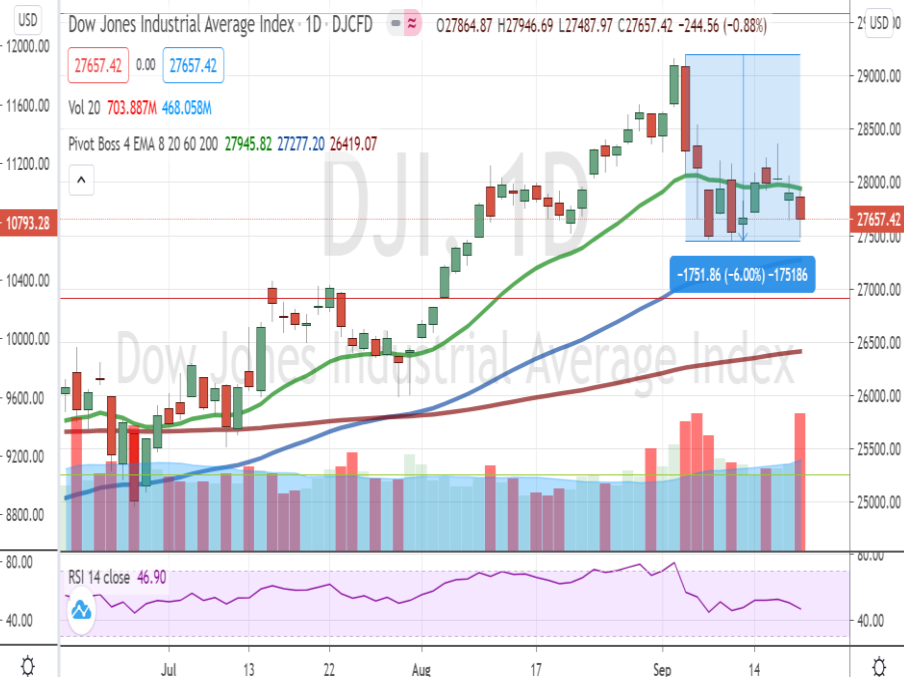 USD
Dow Jones Industrial Average Index · 1D · DJCFD
O27864.87 H27946.69 L27487.97 C27657.42 −244.56 (−0.88%)
USD
27657.42 0.00 27657.42
Vol 20 703.887M 468.058M
Pivot Boss 4 EMA 8 20 60 200 27945.82 27277.20 26419.07
DJI, 1D
Dow Jones Industrial Average Index
12000.00
11600.00
11200.00
10793.28
10400.00
10000.00
9600.00
9200.00
8800.00
29000.00
28500.00
28000.00
27657.42
27500.00
27000.00
26500.00
26000.00
25500.00
25000.00
−1751.86 (−6.00%) −175186
RSI 14 close 46.90
80.00
40.00
80.00
40.00
Jul 13 22 Aug 17 Sep 14